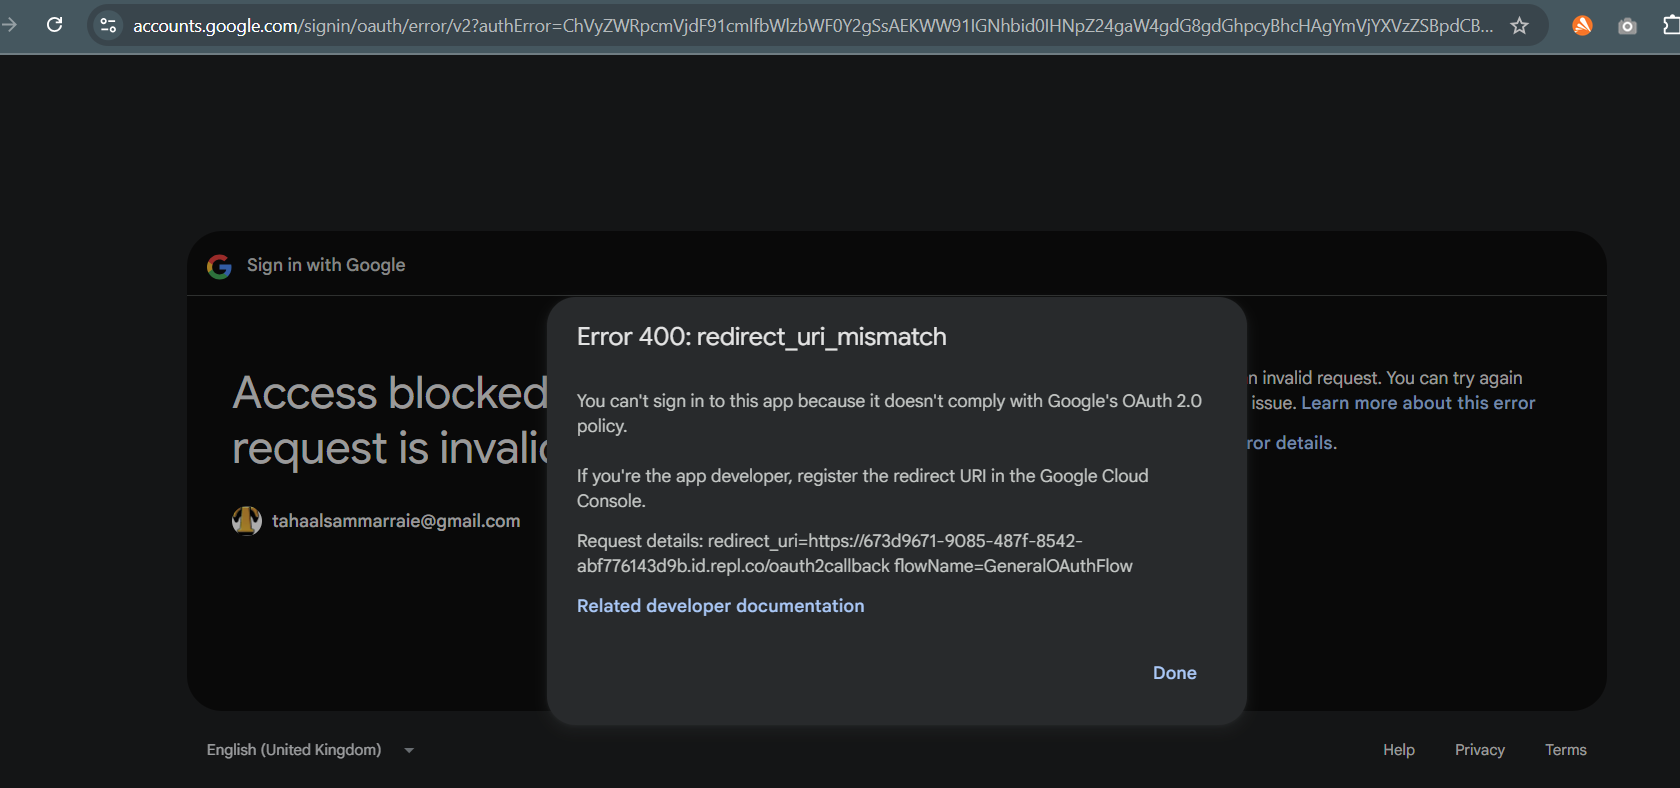 accounts.google.com/signin/oauth/error/v2?authError=ChVyZWRpcmVjdF91cmlfbWlzbWF0Y2gSsAEKWW91IGNhbid0IHNpZ24gaW4gdG8gdGhpcyBhcHAgYmVjYXVzZSBpdCB...
Sign in with Google
Error 400: redirect_uri_mismatch
Access blocked
request is invalid
n invalid request. You can try again
issue. Learn more about this error
ror details.
You can't sign in to this app because it doesn't comply with Google's OAuth 2.0
policy.
If you're the app developer, register the redirect URI in the Google Cloud
Console.
tahaalsammarraie@gmail.com
Request details: redirect_uri=https://673d9671-9085-487f-8542-
abf776143d9b.id.repl.co/oauth2callback flowName=GeneralOAuthFlow
Related developer documentation
Done
English (United Kingdom)
Help
Privacy
Terms